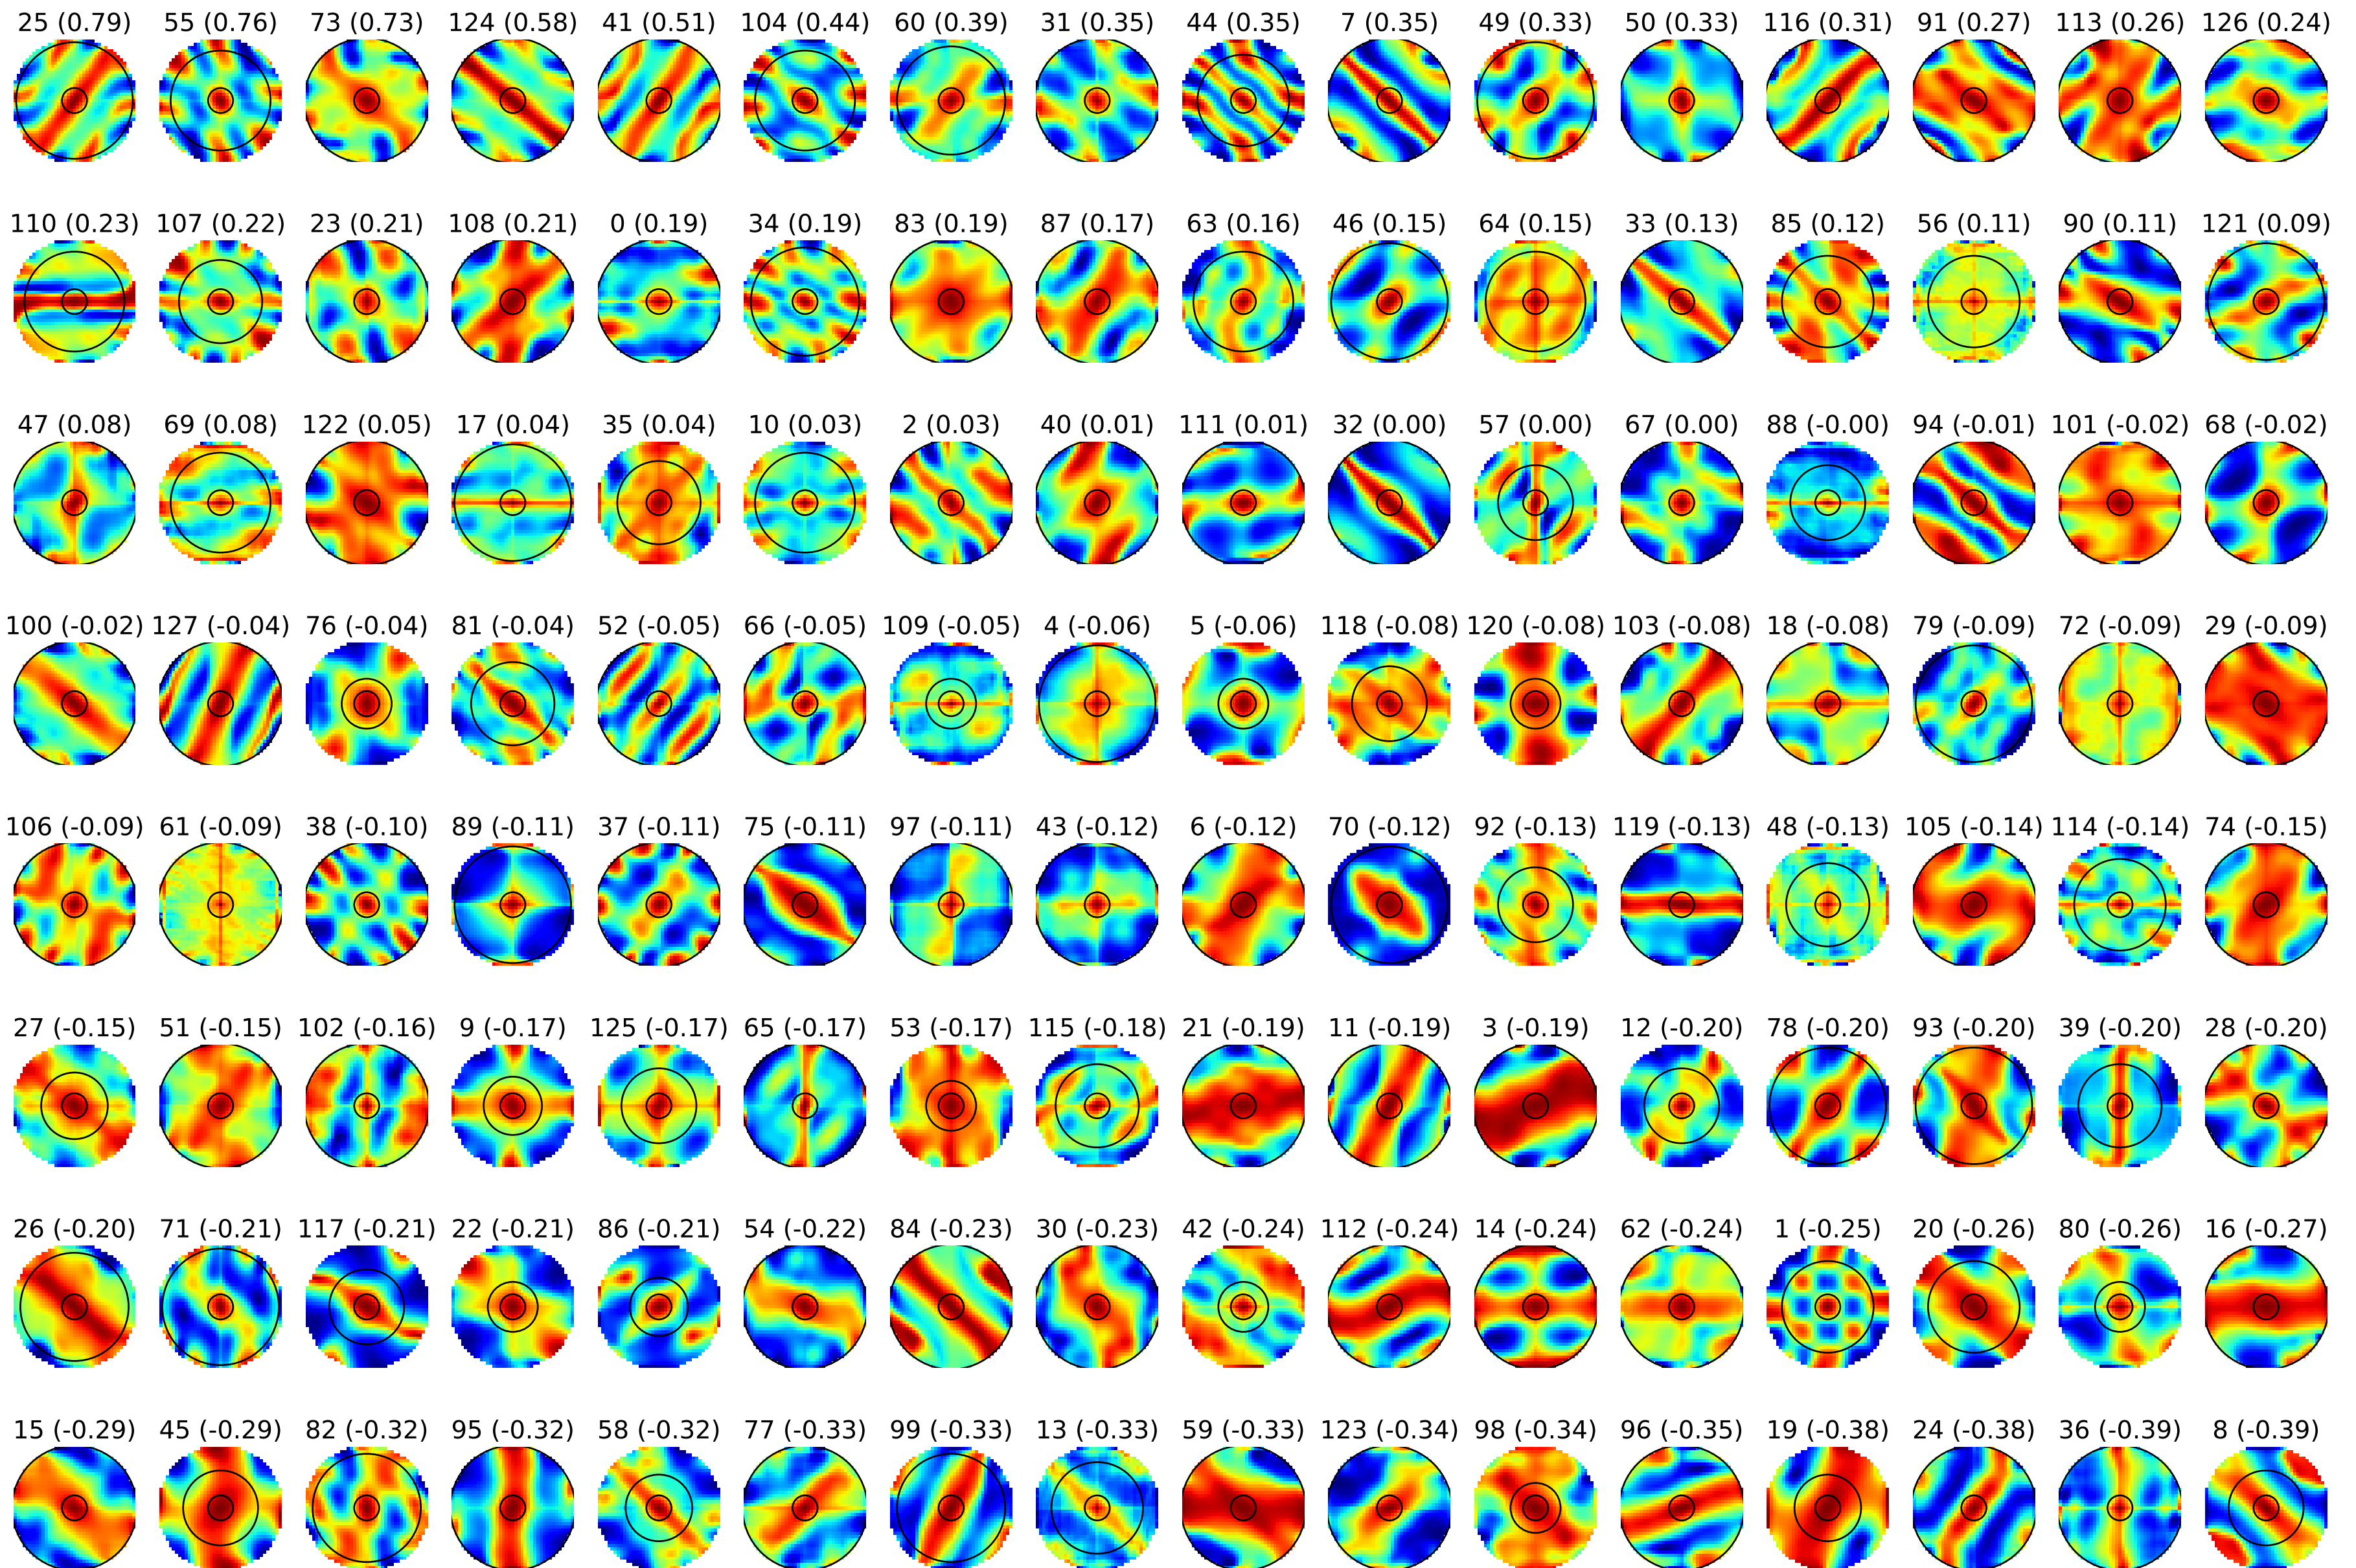 25 (0.79) 55 (0.76) 73 (0.73) 124 (0.58) 41 (0.51) 104 (0.44) 60 (0.39) 31 (0.35) 44 (0.35) 7 (0.35) 49 (0.33) 50 (0.33) 116 (0.31) 91 (0.27) 113 (0.26) 126 (0.24)
110 (0.23) 107 (0.22) 23 (0.21) 108 (0.21) 0 (0.19) 34 (0.19) 83 (0.19) 87 (0.17) 63 (0.16) 46 (0.15) 64 (0.15) 33 (0.13) 85 (0.12) 56 (0.11) 90 (0.11) 121 (0.09)
47 (0.08) 69 (0.08) 122 (0.05) 17 (0.04) 35 (0.04) 10 (0.03) 2 (0.03) 40 (0.01) 111 (0.01) 32 (0.00) 57 (0.00) 67 (0.00) 88 (-0.00) 94 (-0.01) 101 (-0.02) 68 (-0.02)
100 (-0.02) 127 (-0.04) 76 (-0.04) 81 (-0.04) 52 (-0.05) 66 (-0.05) 109 (-0.05) 4 (-0.06) 5 (-0.06) 118 (-0.08) 120 (-0.08) 103 (-0.08) 18 (-0.08) 79 (-0.09) 72 (-0.09) 29 (-0.09)
106 (-0.09) 61 (-0.09) 38 (-0.10) 89 (-0.11) 37 (-0.11) 75 (-0.11) 97 (-0.11) 43 (-0.12) 6 (-0.12) 70 (-0.12) 92 (-0.13) 119 (-0.13) 48 (-0.13) 105 (-0.14) 114 (-0.14) 74 (-0.15)
27 (-0.15) 51 (-0.15) 102 (-0.16) 9 (-0.17) 125 (-0.17) 65 (-0.17) 53 (-0.17) 115 (-0.18) 21 (-0.19) 11 (-0.19) 3 (-0.19) 12 (-0.20) 78 (-0.20) 93 (-0.20) 39 (-0.20) 28 (-0.20)
26 (-0.20) 71 (-0.21) 117 (-0.21) 22 (-0.21) 86 (-0.21) 54 (-0.22) 84 (-0.23) 30 (-0.23) 42 (-0.24) 112 (-0.24) 14 (-0.24) 62 (-0.24) 1 (-0.25) 20 (-0.26) 80 (-0.26) 16 (-0.27)
15 (-0.29) 45 (-0.29) 82 (-0.32) 95 (-0.32) 58 (-0.32) 77 (-0.33) 99 (-0.33) 13 (-0.33) 59 (-0.33) 123 (-0.34) 98 (-0.34) 96 (-0.35) 19 (-0.38) 24 (-0.38) 36 (-0.39) 8 (-0.39)